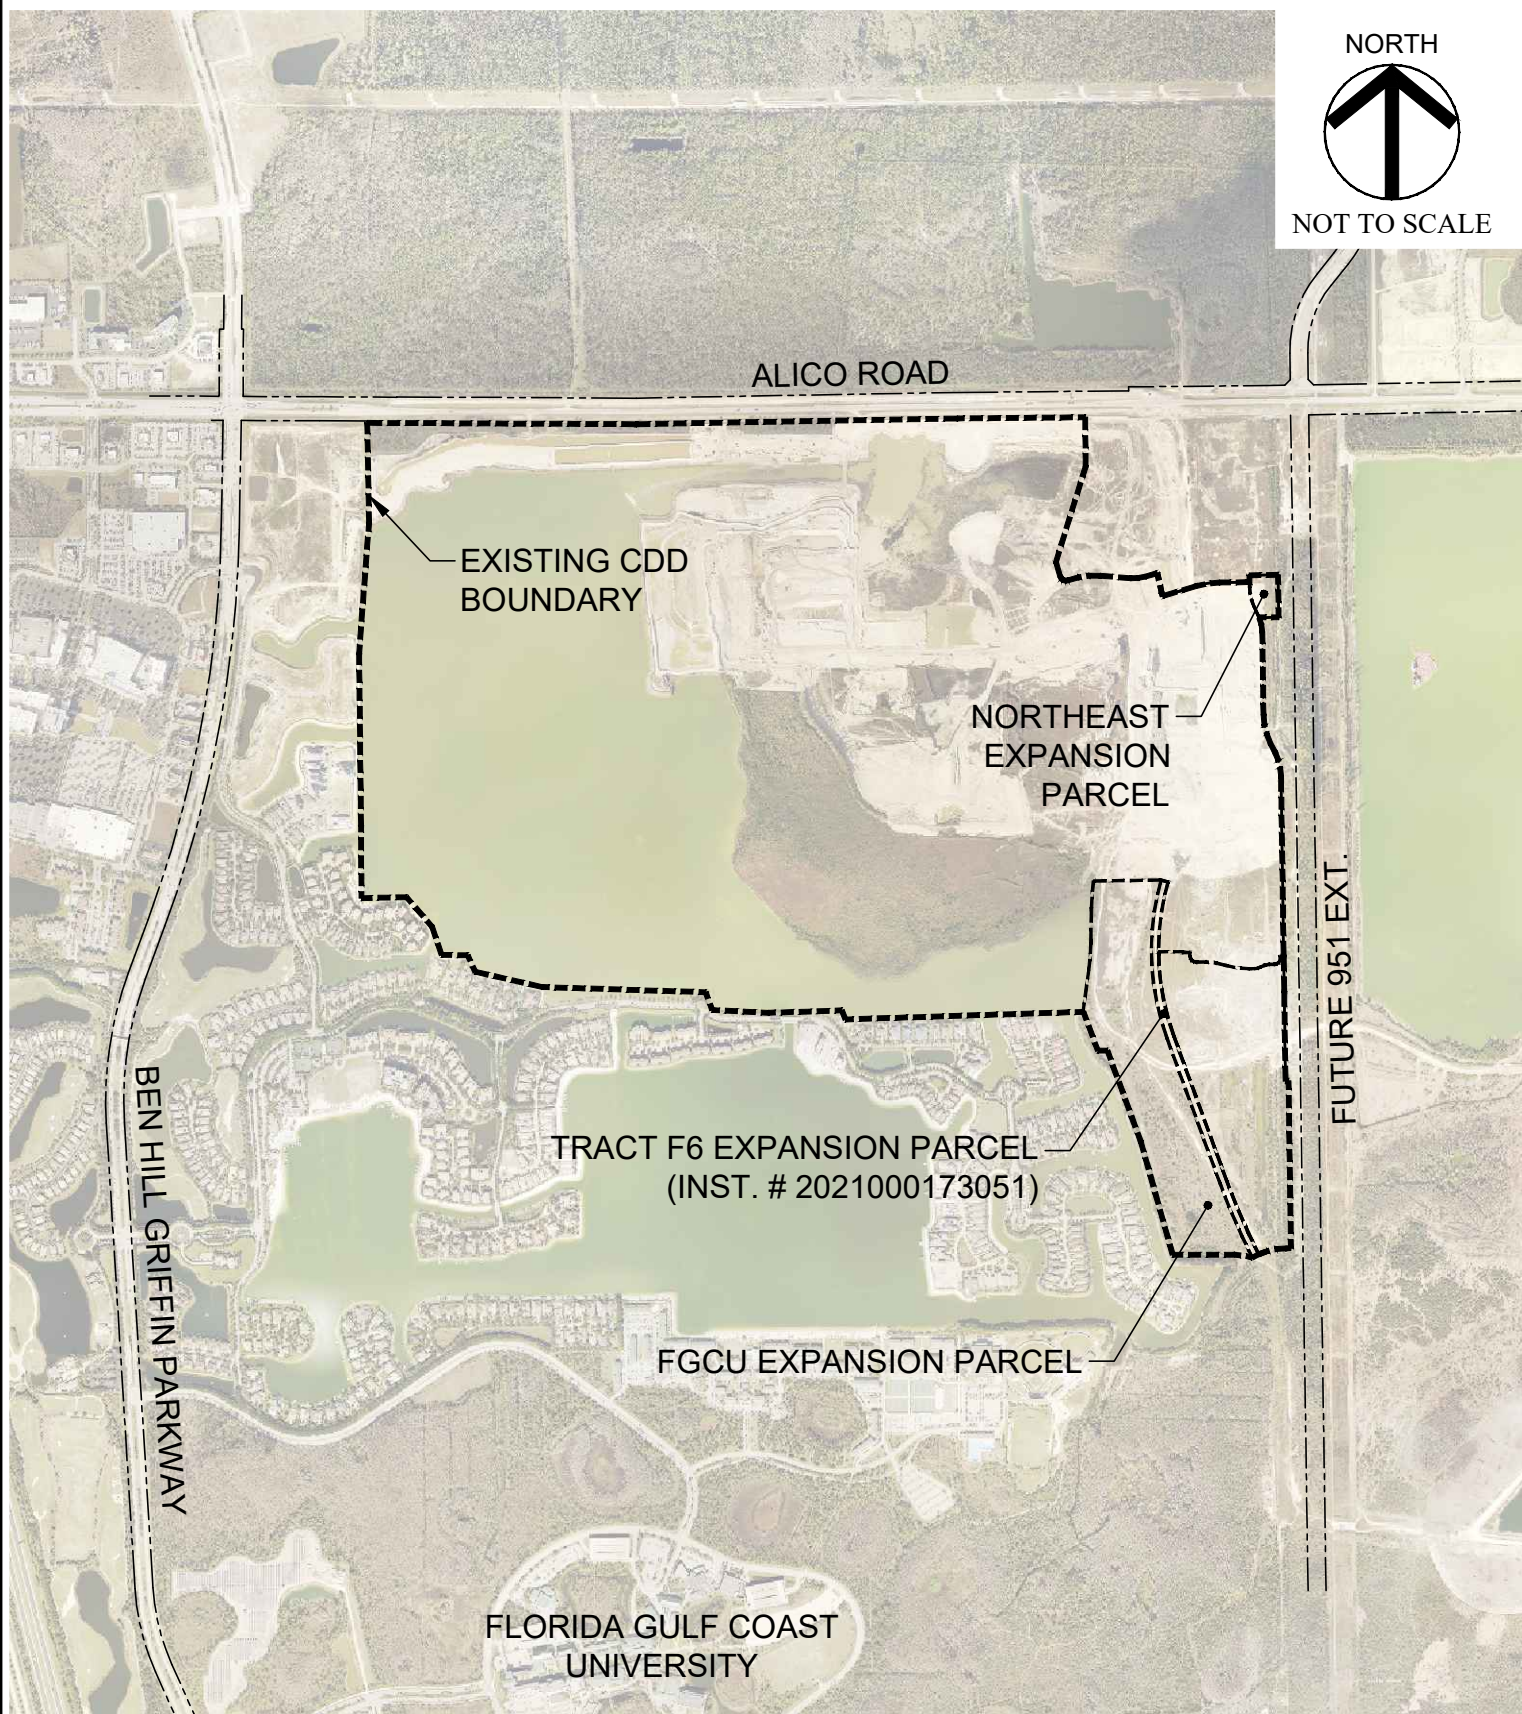 NORTH
NOT TO SCALE
ALICO ROAD
EXISTING CDD
BOUNDARY
NORTHEAST
EXPANSION
PARCEL
FUTURE 951 EXT.
TRACT F6 EXPANSION PARCEL
(INST. # 2021000173051)
BEN HILL GRIFFIN PARKWAY
FGCU EXPANSION PARCEL
FLORIDA GULF COAST
UNIVERSITY